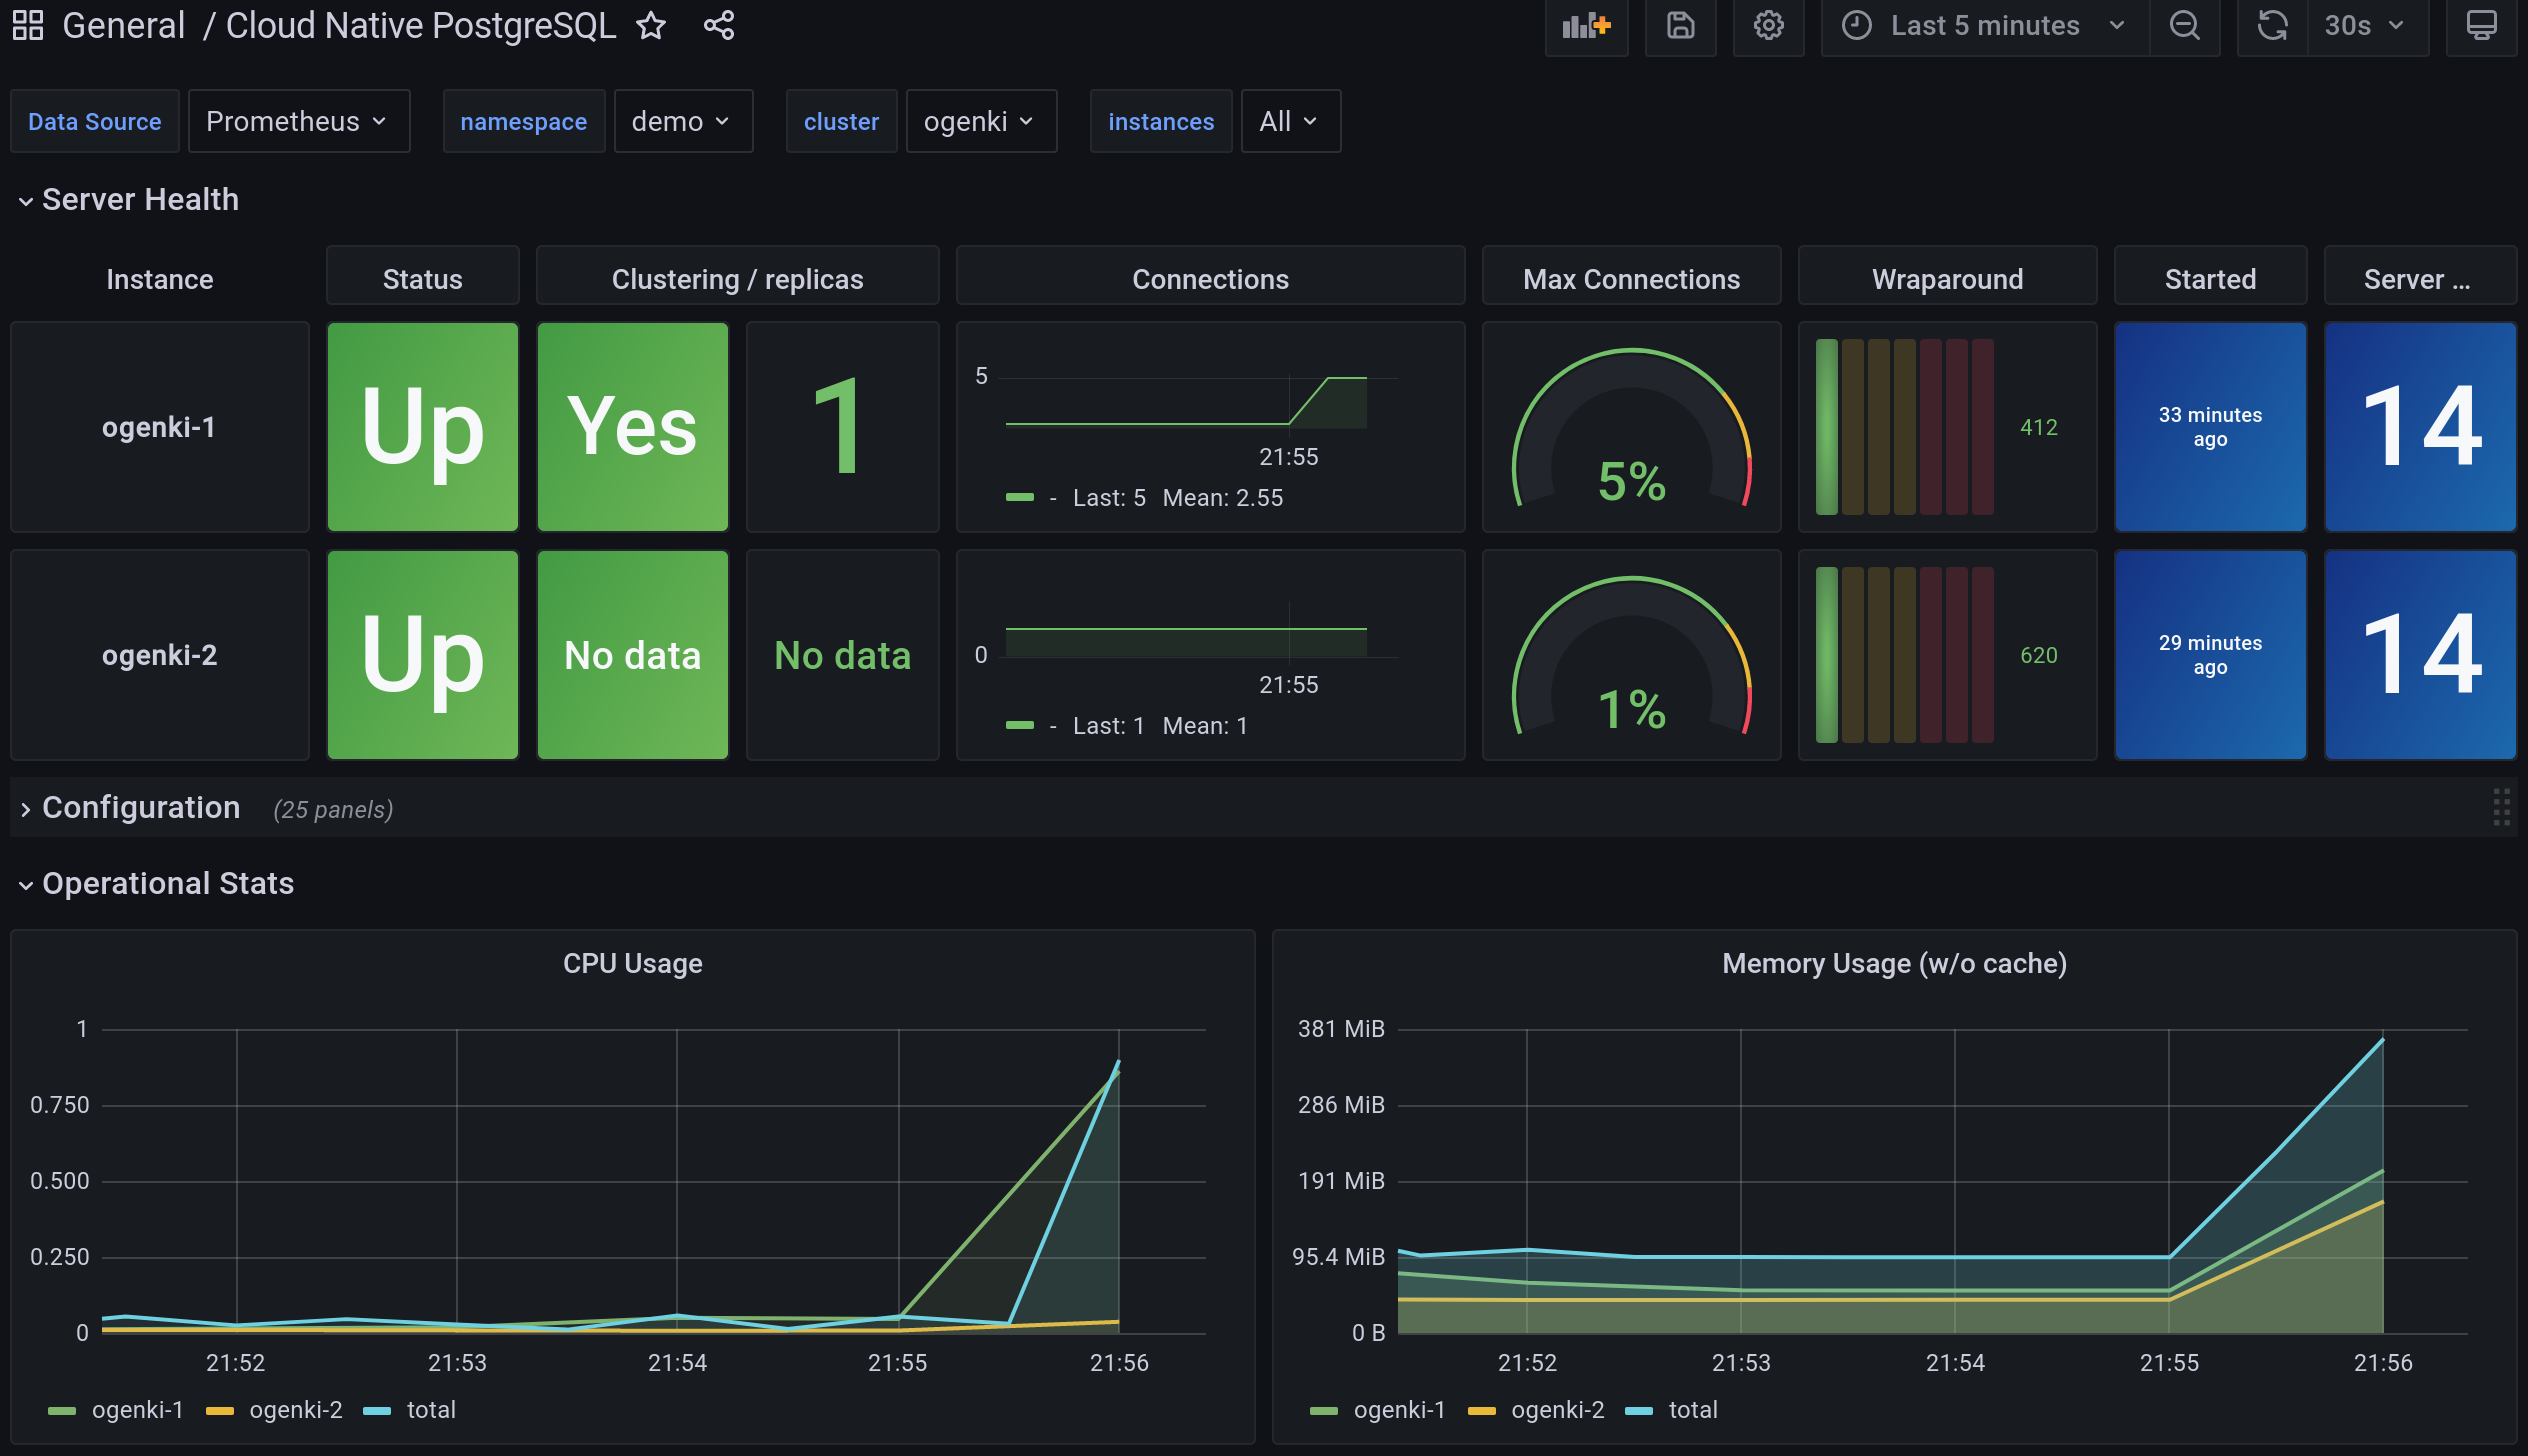 General / Cloud Native PostgreSQL
Last 5 minutes
30s
Data Source Prometheus namespace demo cluster ogenki instances All
Server Health
Instance Status Clustering / replicas Connections Max Connections Wraparound Started Server ...
ogenki-1
Up
Yes
1
5
21:55
- Last: 5 Mean: 2.55
5%
412
33 minutes
ago
14
ogenki-2
Up
No data
No data
0
21:55
- Last: 1 Mean: 1
1%
620
29 minutes
ago
14
Configuration (25 panels)
Operational Stats
CPU Usage
1
0.750
0.500
0.250
0
21:52 21:53 21:54 21:55 21:56
ogenki-1 ogenki-2 total
Memory Usage (w/o cache)
381 MiB
286 MiB
191 MiB
95.4 MiB
0 B
21:52 21:53 21:54 21:55 21:56
ogenki-1 ogenki-2 total